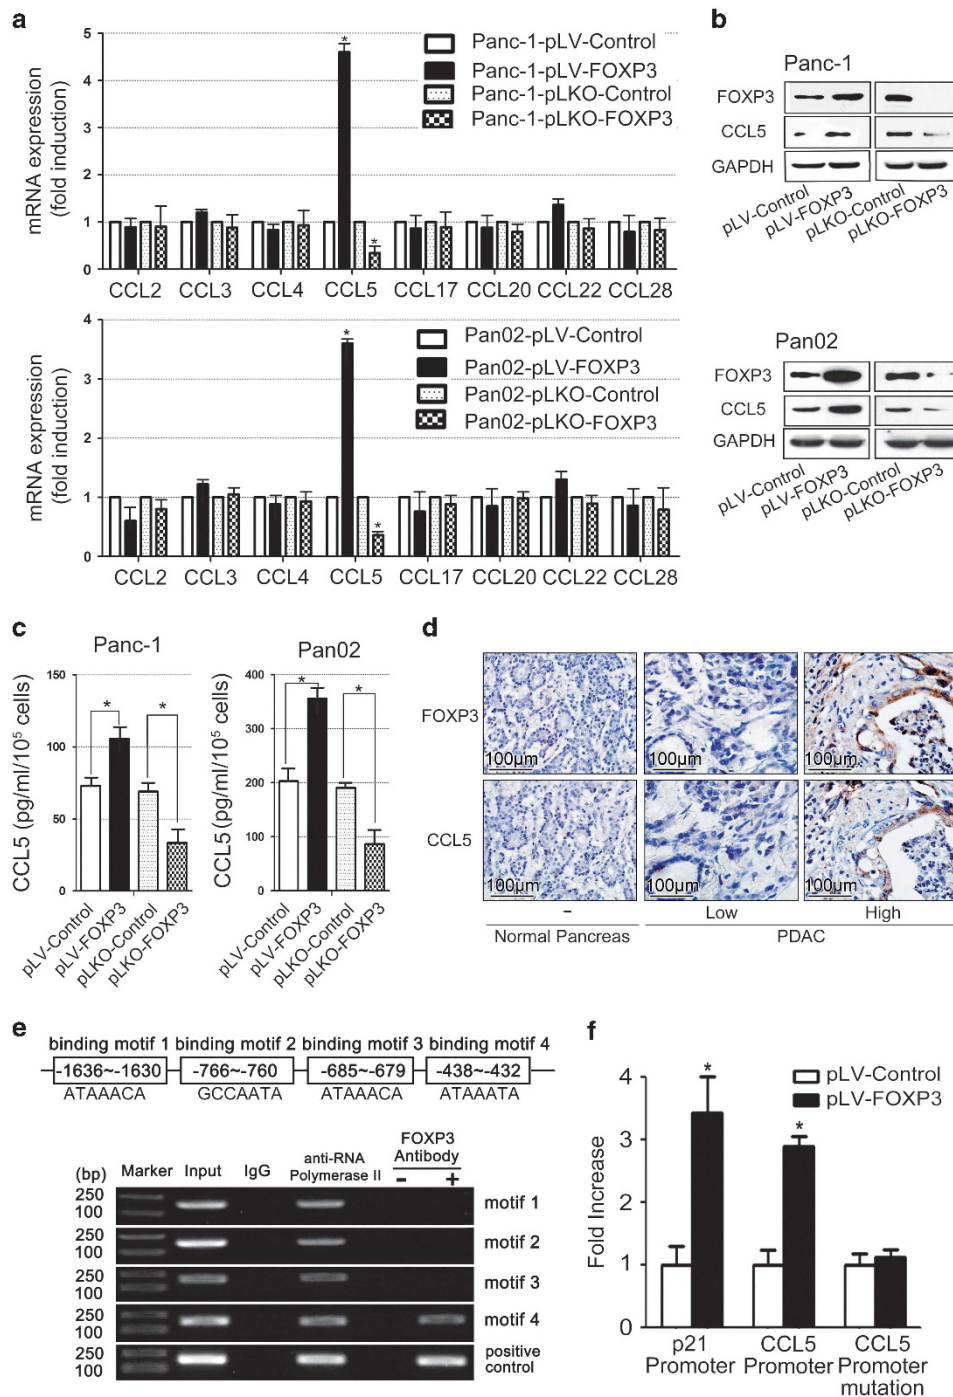 a
mRNA expression
(fold induction)
5
4
3
2
1
0
Panc-1-pLV-Control
Panc-1-pLV-FOXP3
Panc-1-pLKO-Control
Panc-1-pLKO-FOXP3
*
*
CCL2 CCL3 CCL4 CCL5 CCL17 CCL20 CCL22 CCL28
mRNA expression
(fold induction)
4
3
2
1
0
Pan02-pLV-Control
Pan02-pLV-FOXP3
Pan02-pLKO-Control
Pan02-pLKO-FOXP3
*
*
CCL2 CCL3 CCL4 CCL5 CCL17 CCL20 CCL22 CCL28
b
Panc-1
FOXP3
CCL5
GAPDH
pLV-Control
pLV-FOXP3
pLKO-Control
pLKO-FOXP3
Pan02
FOXP3
CCL5
GAPDH
pLV-Control
pLV-FOXP3
pLKO-Control
pLKO-FOXP3
c
Panc-1
CCL5 (pg/ml/10⁵ cells)
150
100
50
0
*
*
pLV-Control
pLV-FOXP3
pLKO-Control
pLKO-FOXP3
Pan02
CCL5 (pg/ml/10⁵ cells)
400
300
200
100
0
*
*
pLV-Control
pLV-FOXP3
pLKO-Control
pLKO-FOXP3
d
FOXP3
100µm 100µm 100µm
CCL5
100µm 100µm 100µm
– Low High
Normal Pancreas PDAC
e
binding motif 1 binding motif 2 binding motif 3 binding motif 4
-1636~-1630 -766~-760 -685~-679 -438~-432
ATAAACA GCCAATA ATAAACA ATAAATA
(bp) Marker Input IgG anti-RNA Polymerase II FOXP3 Antibody
– +
250
100
motif 1
250
100
motif 2
250
100
motif 3
250
100
motif 4
250
100
positive control
f
Fold Increase
4
3
2
1
0
pLV-Control
pLV-FOXP3
*
*
p21 Promoter
CCL5 Promoter
CCL5 Promoter mutation